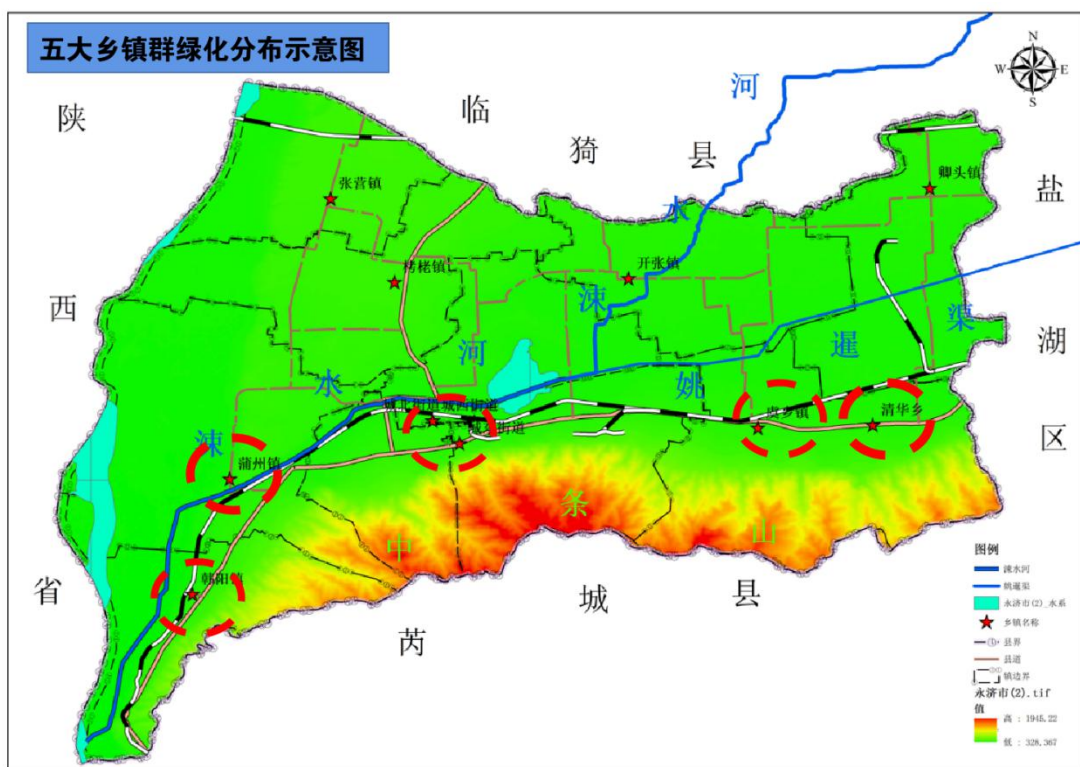 五大乡镇群绿化分布示意图
N
W
E
S
陕
西
省
临
猗
县
盐
湖
区
芮
城
县
河
水
涑
河
水
涑
姚
暹
渠
中
条
山
张营镇
卿头镇
开张镇
栲栳镇
城北街道
城西街道
城东街道
虞乡镇
清华乡
蒲州镇
韩阳镇
图例
涑水河
姚暹渠
永济市(2)_水系
乡镇名称
县界
县道
镇边界
永济市(2).tif
值
高 : 1945.22
低 : 328.367